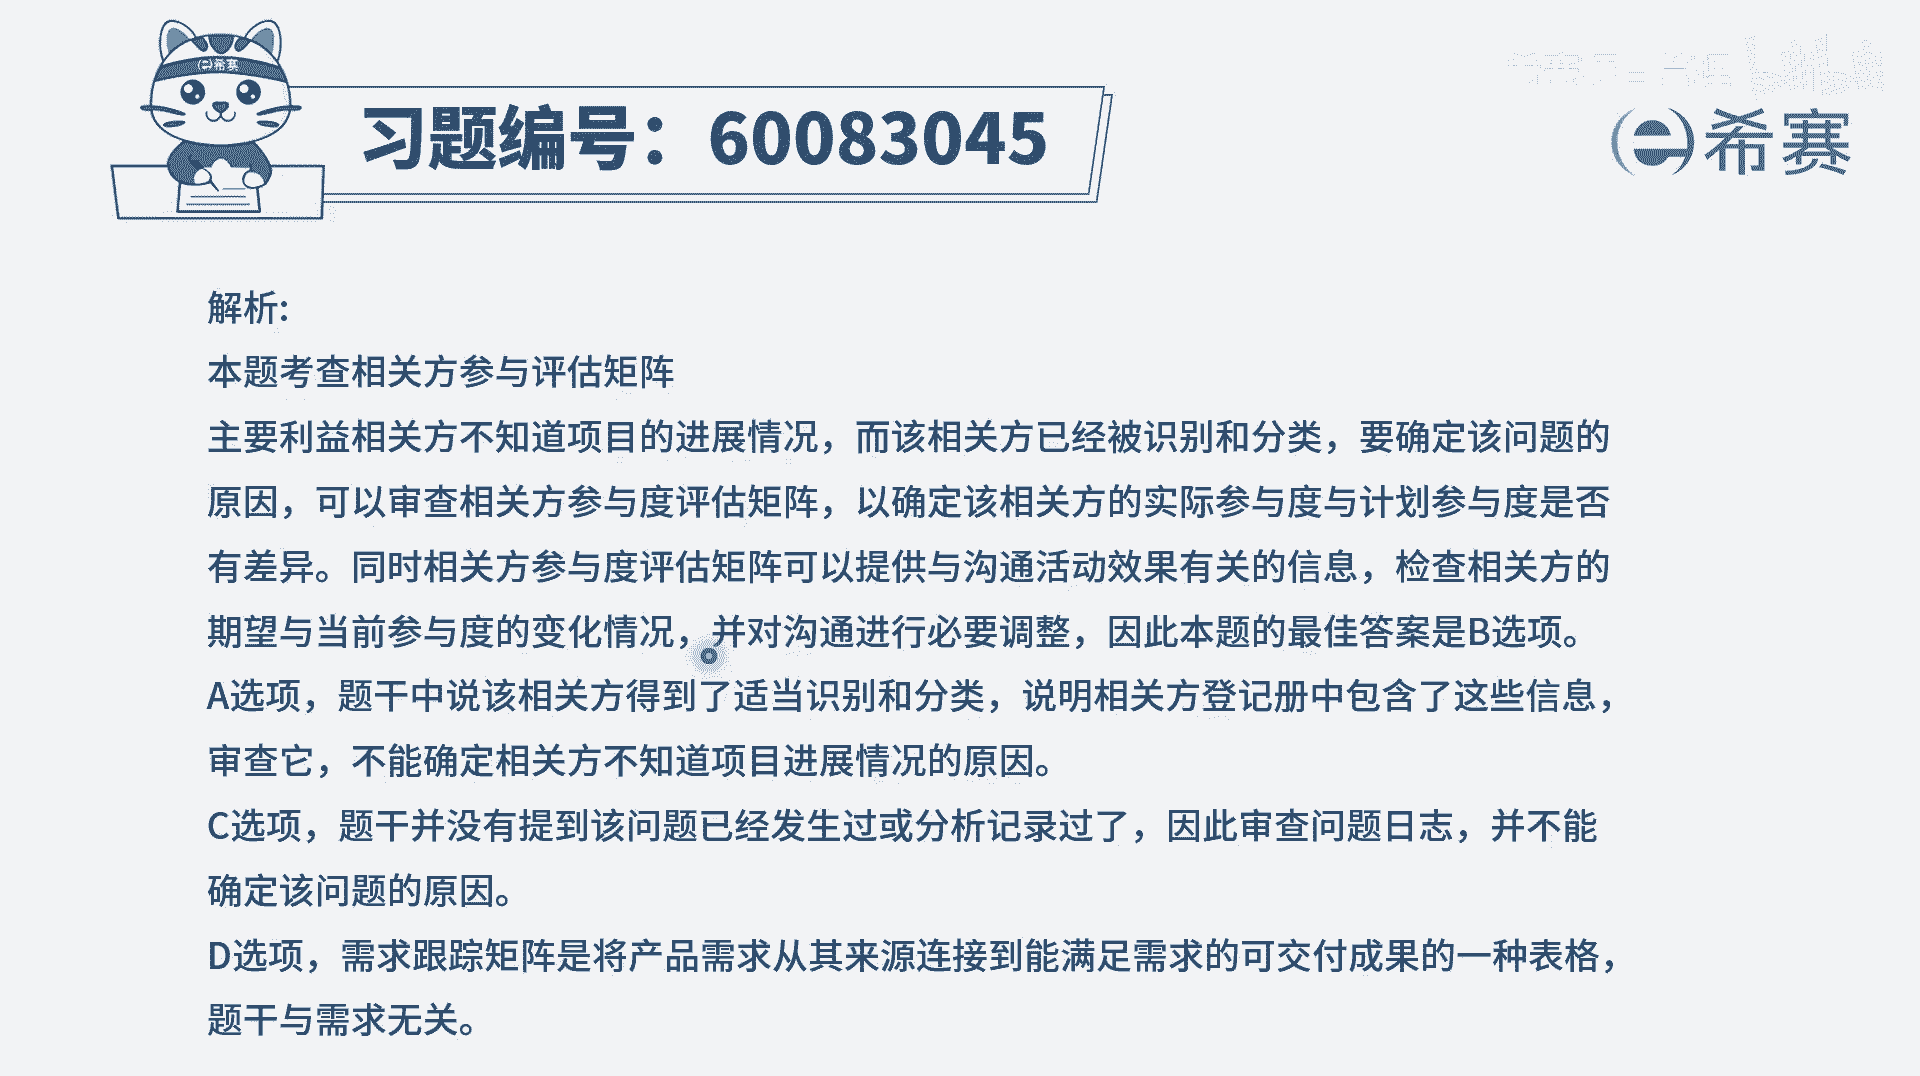 希赛
习题编号：60083045
希赛
解析:
本题考查相关方参与评估矩阵
主要利益相关方不知道项目的进展情况，而该相关方已经被识别和分类，要确定该问题的
原因，可以审查相关方参与度评估矩阵，以确定该相关方的实际参与度与计划参与度是否
有差异。同时相关方参与度评估矩阵可以提供与沟通活动效果有关的信息，检查相关方的
期望与当前参与度的变化情况，并对沟通进行必要调整，因此本题的最佳答案是B选项。
A选项，题干中说该相关方得到了适当识别和分类，说明相关方登记册中包含了这些信息，
审查它，不能确定相关方不知道项目进展情况的原因。
C选项，题干并没有提到该问题已经发生过或分析记录过了，因此审查问题日志，并不能
确定该问题的原因。
D选项，需求跟踪矩阵是将产品需求从其来源连接到能满足需求的可交付成果的一种表格，
题干与需求无关。